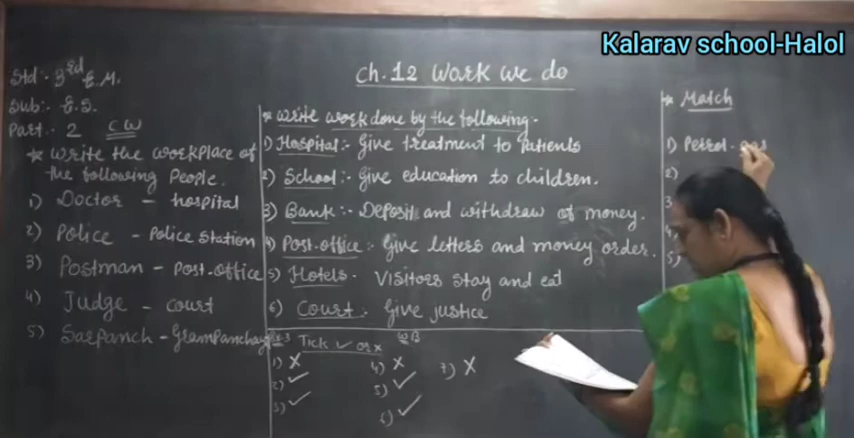 Kalarav school-Halol
Std:- 3rd E.M.
Sub:- E.S.
Part:- 2 CW
* Write the workplace of
the following People.
1) Doctor - hospital
2) Police - Police Station
3) Postman - Post-office
4) Judge - court
5) Sarpanch - Grampanchayat
Ch.12 Work We do
* Write work done by the following.
1) Hospital:- Give treatment to Patients
2) School:- Give education to children.
3) Bank:- Deposit and withdraw of money.
4) Post-office:- Give letters and money order.
5) Hotels- Visitors stay and eat
6) Court:- Give justice
Tick ✓ or x WB
1) x
2) ✓
3) ✓
4) x
5) ✓
6) ✓
7) x
* Match
1) Petrol-
2)
3
4
5)